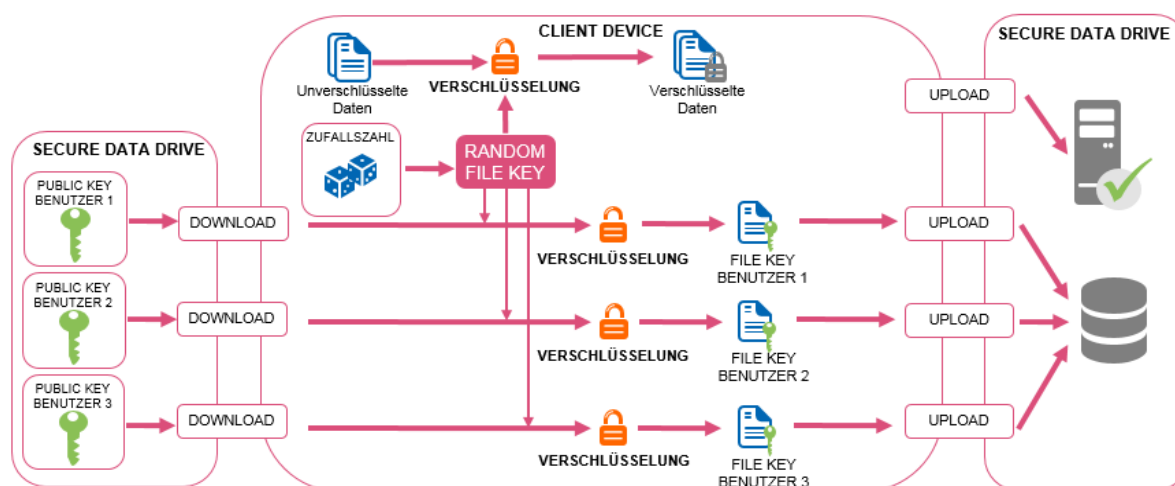 CLIENT DEVICE
SECURE DATA DRIVE
Unverschlüsselte
Daten
VERSCHLÜSSELUNG
Verschlüsselte
Daten
UPLOAD
ZUFALLSZAHL
RANDOM
FILE KEY
SECURE DATA DRIVE
PUBLIC KEY
BENUTZER 1
DOWNLOAD
VERSCHLÜSSELUNG
FILE KEY
BENUTZER 1
UPLOAD
PUBLIC KEY
BENUTZER 2
DOWNLOAD
VERSCHLÜSSELUNG
FILE KEY
BENUTZER 2
UPLOAD
PUBLIC KEY
BENUTZER 3
DOWNLOAD
VERSCHLÜSSELUNG
FILE KEY
BENUTZER 3
UPLOAD